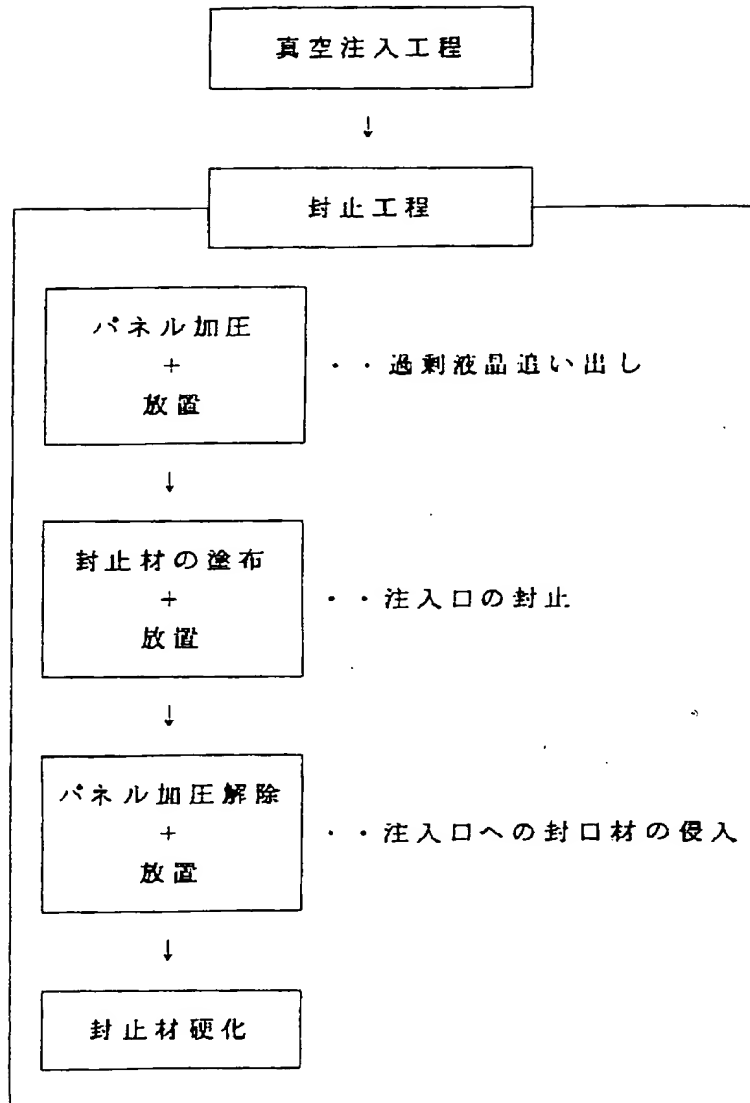 真空注入工程
↓
封止工程
パネル加圧
+
放置
・・過剰液晶追い出し
↓
封止材の塗布
+
放置
・・注入口の封止
↓
パネル加圧解除
+
放置
・・注入口への封口材の侵入
↓
封止材硬化